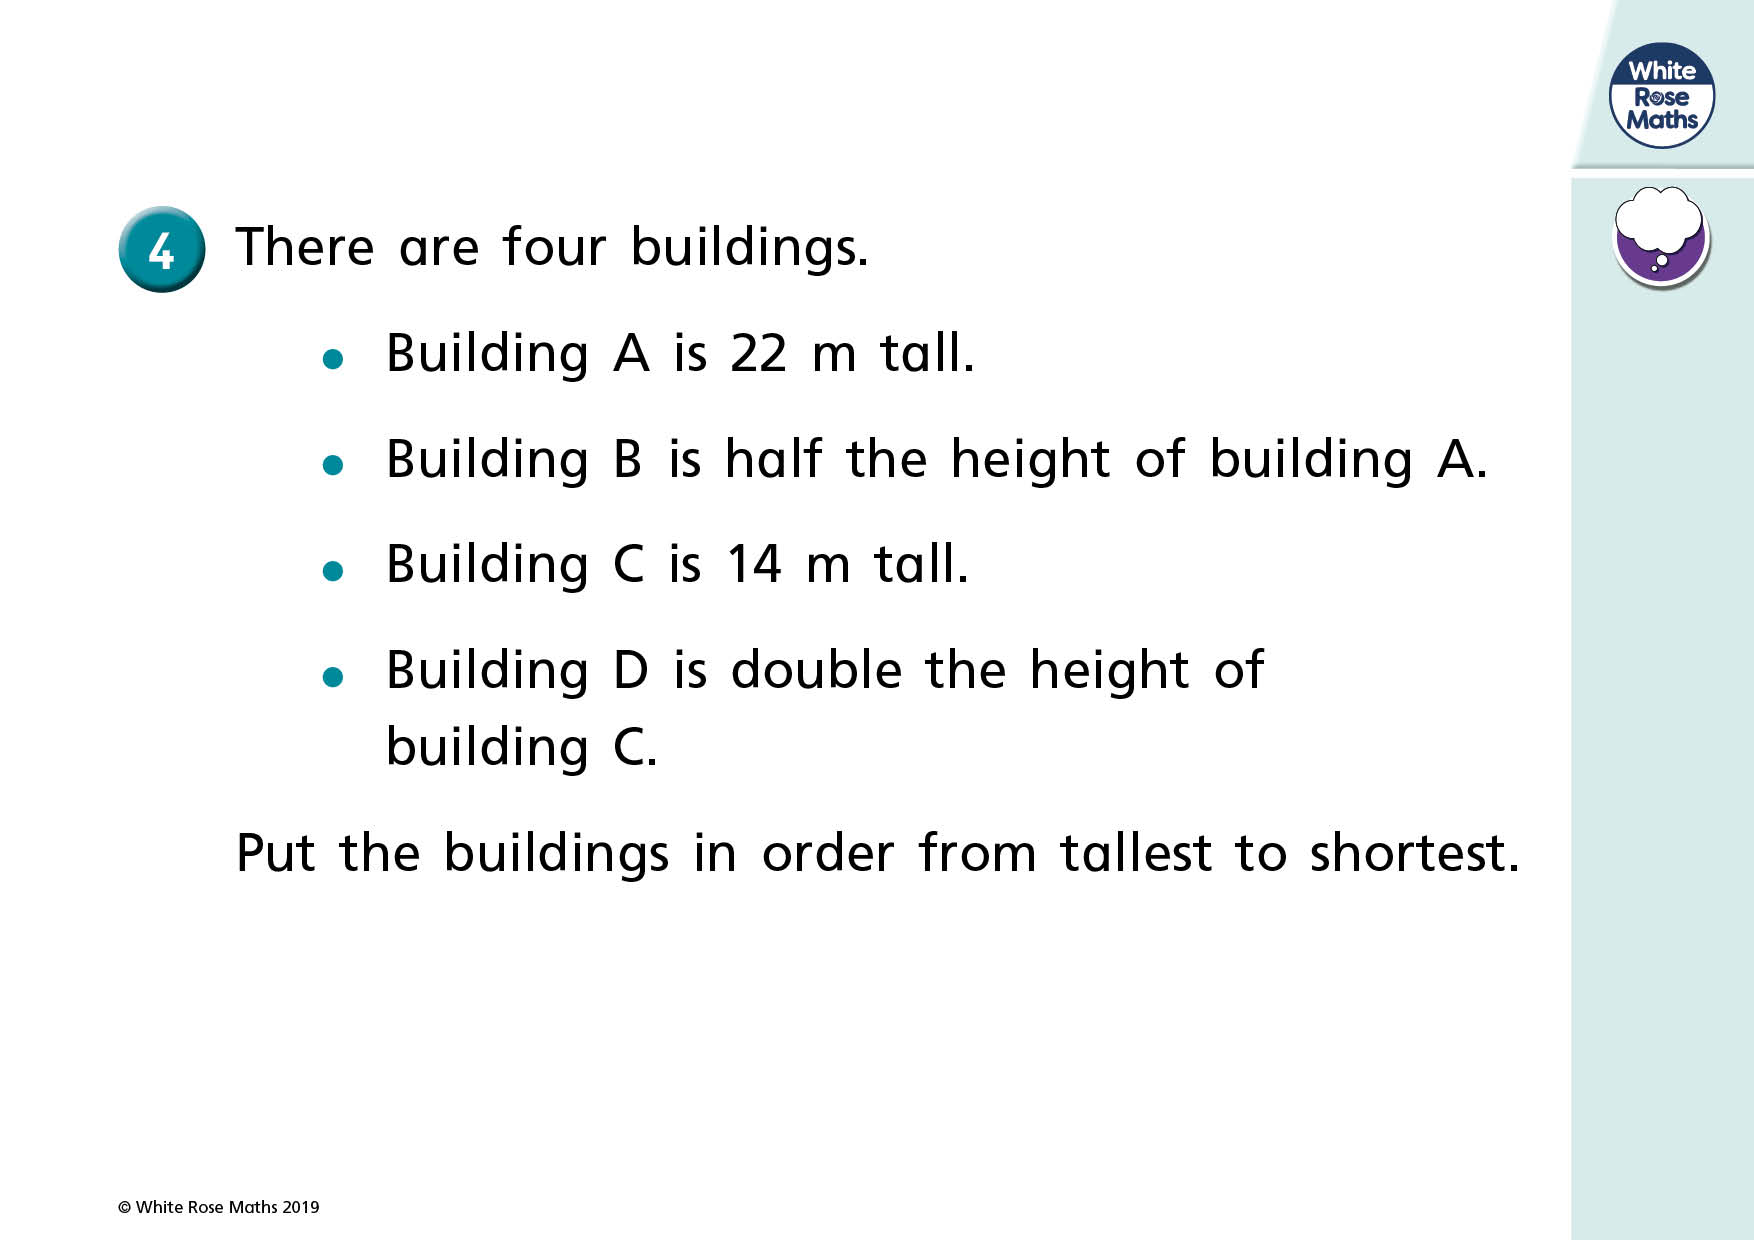 White
Rose
Maths
4 There are four buildings.
• Building A is 22 m tall.
• Building B is half the height of building A.
• Building C is 14 m tall.
• Building D is double the height of
building C.
Put the buildings in order from tallest to shortest.
© White Rose Maths 2019